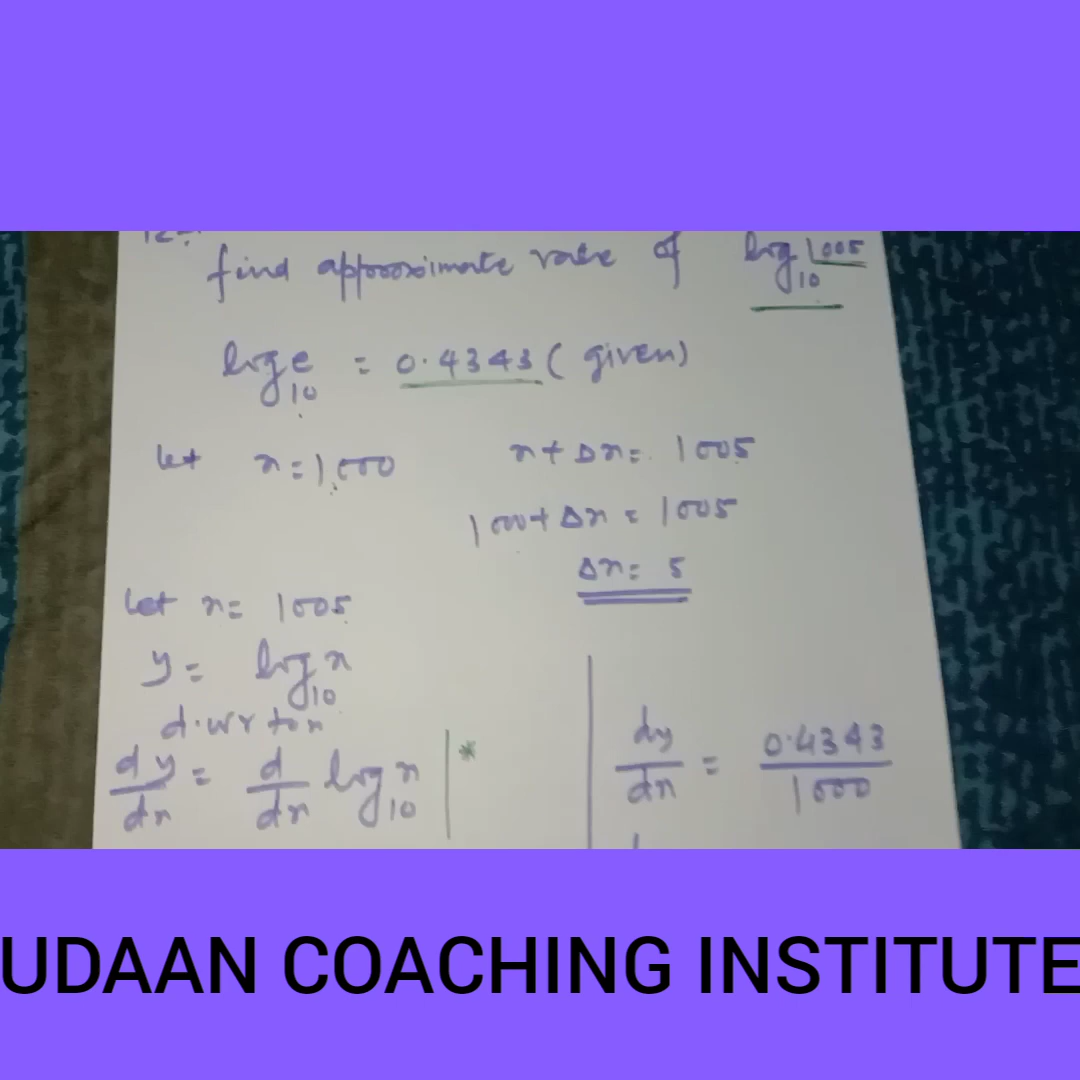 find approximate value of log₁₀ 1005
log₁₀ e = 0.4343 (given)
let x = 1000 x + Δx = 1005
1000 + Δx = 1005
Δx = 5
Let x = 1005
y = log₁₀ x
d.w.r to x
dy/dx = d/dx log₁₀ x | * dy/dx = 0.4343/1000
UDAAN COACHING INSTITUTE